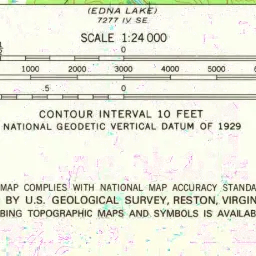 (EDNA LAKE)
7277 IV SE
SCALE 1:24 000
0
1000 2000 3000 4000 5000
.5 0
CONTOUR INTERVAL 10 FEET
NATIONAL GEODETIC VERTICAL DATUM OF 1929
MAP COMPLIES WITH NATIONAL MAP ACCURACY STANDA
BY U.S. GEOLOGICAL SURVEY, RESTON, VIRGIN
BING TOPOGRAPHIC MAPS AND SYMBOLS IS AVAILAB